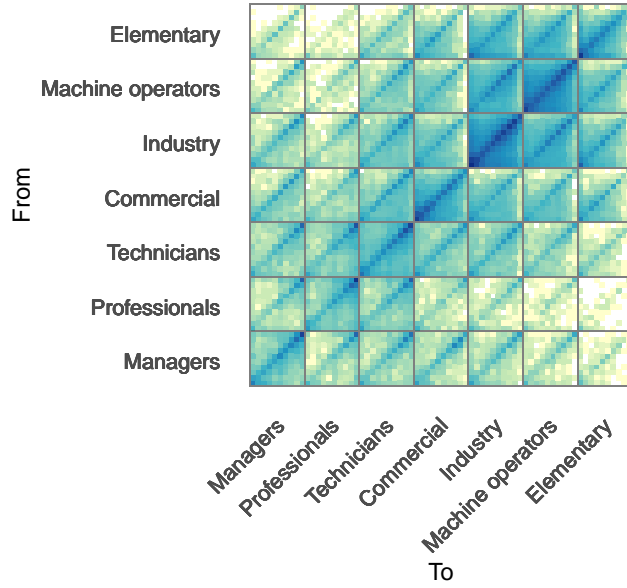 Elementary
Machine operators
Industry
Commercial
Technicians
Professionals
Managers
From
Managers
Professionals
Technicians
Commercial
Industry
Machine operators
Elementary
To